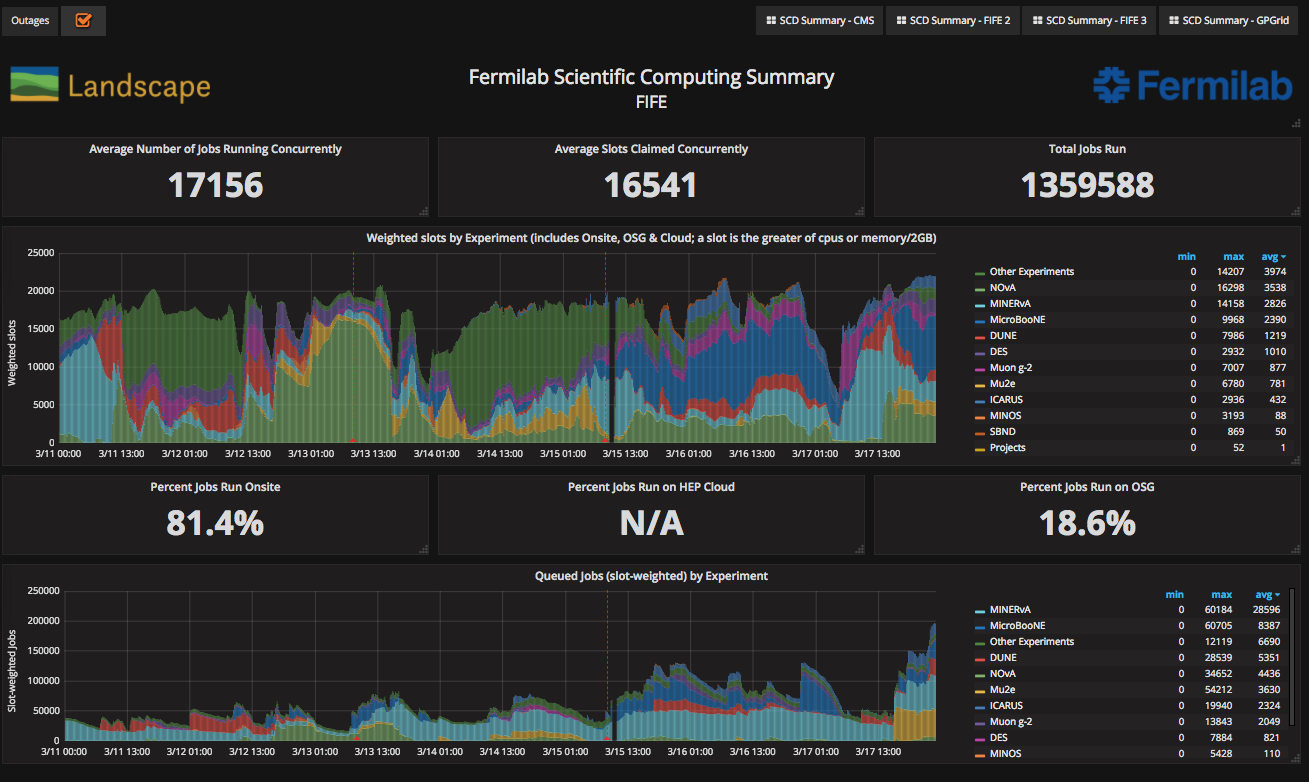 Outages
SCD Summary - CMS
SCD Summary - FIFE 2
SCD Summary - FIFE 3
SCD Summary - GPGrid
Landscape
Fermilab Scientific Computing Summary
FIFE
Fermilab
Average Number of Jobs Running Concurrently
17156
Average Slots Claimed Concurrently
16541
Total Jobs Run
1359588
Weighted slots by Experiment (includes Onsite, OSG & Cloud; a slot is the greater of cpus or memory/2GB)
Weighted slots
25000
20000
15000
10000
5000
0
3/11 00:00 3/11 13:00 3/12 01:00 3/12 13:00 3/13 01:00 3/13 13:00 3/14 01:00 3/14 13:00 3/15 01:00 3/15 13:00 3/16 01:00 3/16 13:00 3/17 01:00 3/17 13:00
min max avg
Other Experiments 0 14207 3974
NOvA 0 16298 3538
MINERvA 0 14158 2826
MicroBooNE 0 9968 2390
DUNE 0 7986 1219
DES 0 2932 1010
Muon g-2 0 7007 877
Mu2e 0 6780 781
ICARUS 0 2936 432
MINOS 0 3193 88
SBND 0 869 50
Projects 0 52 1
Percent Jobs Run Onsite
81.4%
Percent Jobs Run on HEP Cloud
N/A
Percent Jobs Run on OSG
18.6%
Queued Jobs (slot-weighted) by Experiment
Slot-weighted Jobs
250000
200000
150000
100000
50000
0
3/11 00:00 3/11 13:00 3/12 01:00 3/12 13:00 3/13 01:00 3/13 13:00 3/14 01:00 3/14 13:00 3/15 01:00 3/15 13:00 3/16 01:00 3/16 13:00 3/17 01:00 3/17 13:00
min max avg
MINERvA 0 60184 28596
MicroBooNE 0 60705 8387
Other Experiments 0 12119 6690
DUNE 0 28539 5351
NOvA 0 34652 4436
Mu2e 0 54212 3630
ICARUS 0 19940 2324
Muon g-2 0 13843 2049
DES 0 7884 821
MINOS 0 5428 110